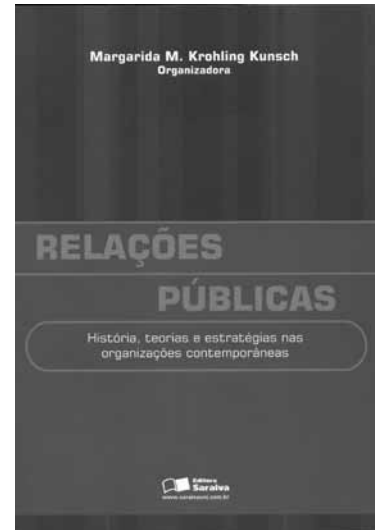 Margarida M. Krohling Kunsch
Organizadora
RELAÇÕES
PÚBLICAS
História, teorias e estratégias nas
organizações contemporâneas
Editora
Saraiva